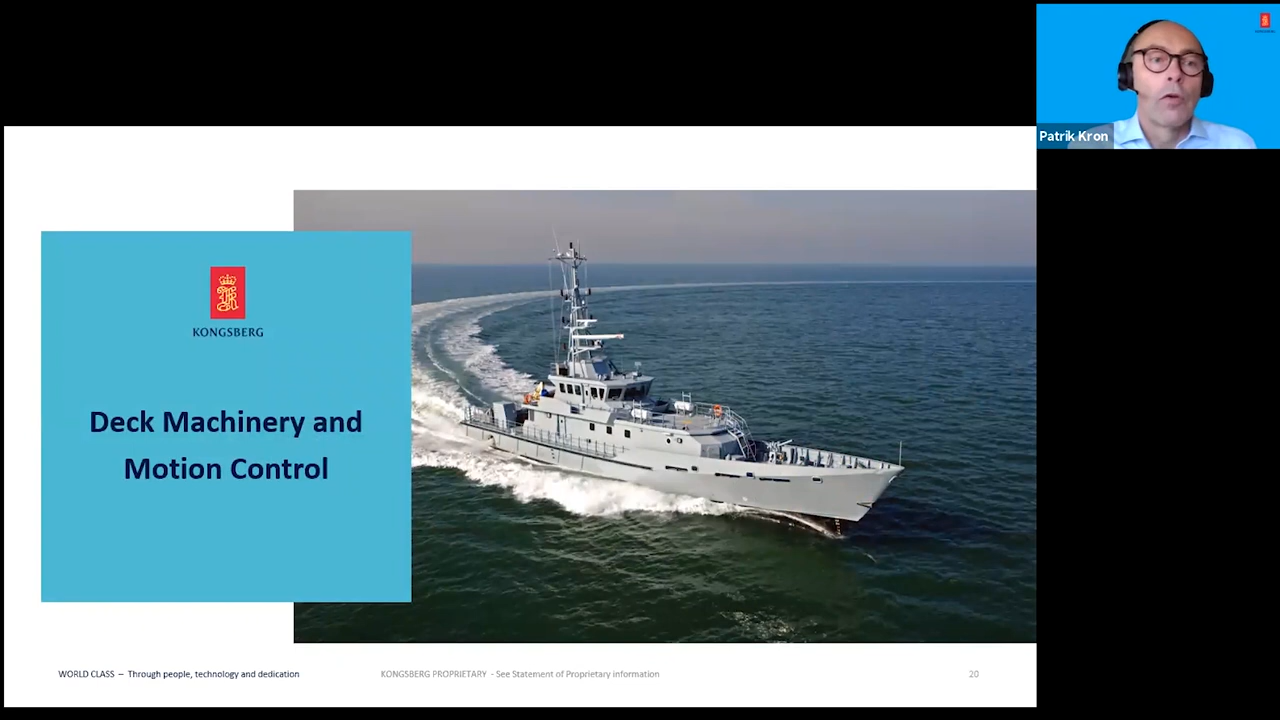 Patrik Kron
KONGSBERG
Deck Machinery and
Motion Control
WORLD CLASS – Through people, technology and dedication
KONGSBERG PROPRIETARY - See Statement of Proprietary information
20